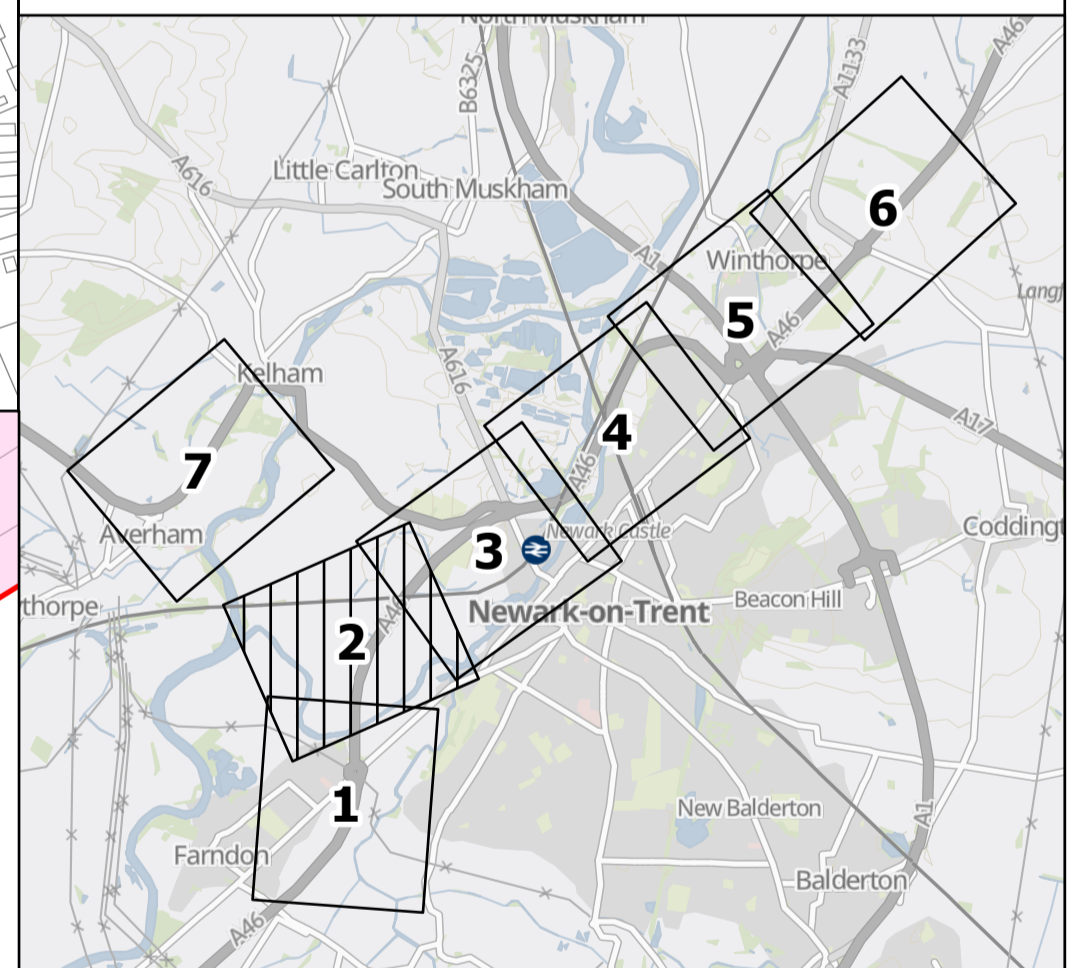 North Muskham
A46
A1133
B6325
Little Carlton
South Muskham
A616
6
A1
Winthorpe
Langf
5
A46
Kelham
A616
A17
4
7
A46
Averham
Newark Castle
Coddingt
3
thorpe
A46
Newark-on-Trent
Beacon Hill
2
1
New Balderton
A1
Farndon
Balderton
A46